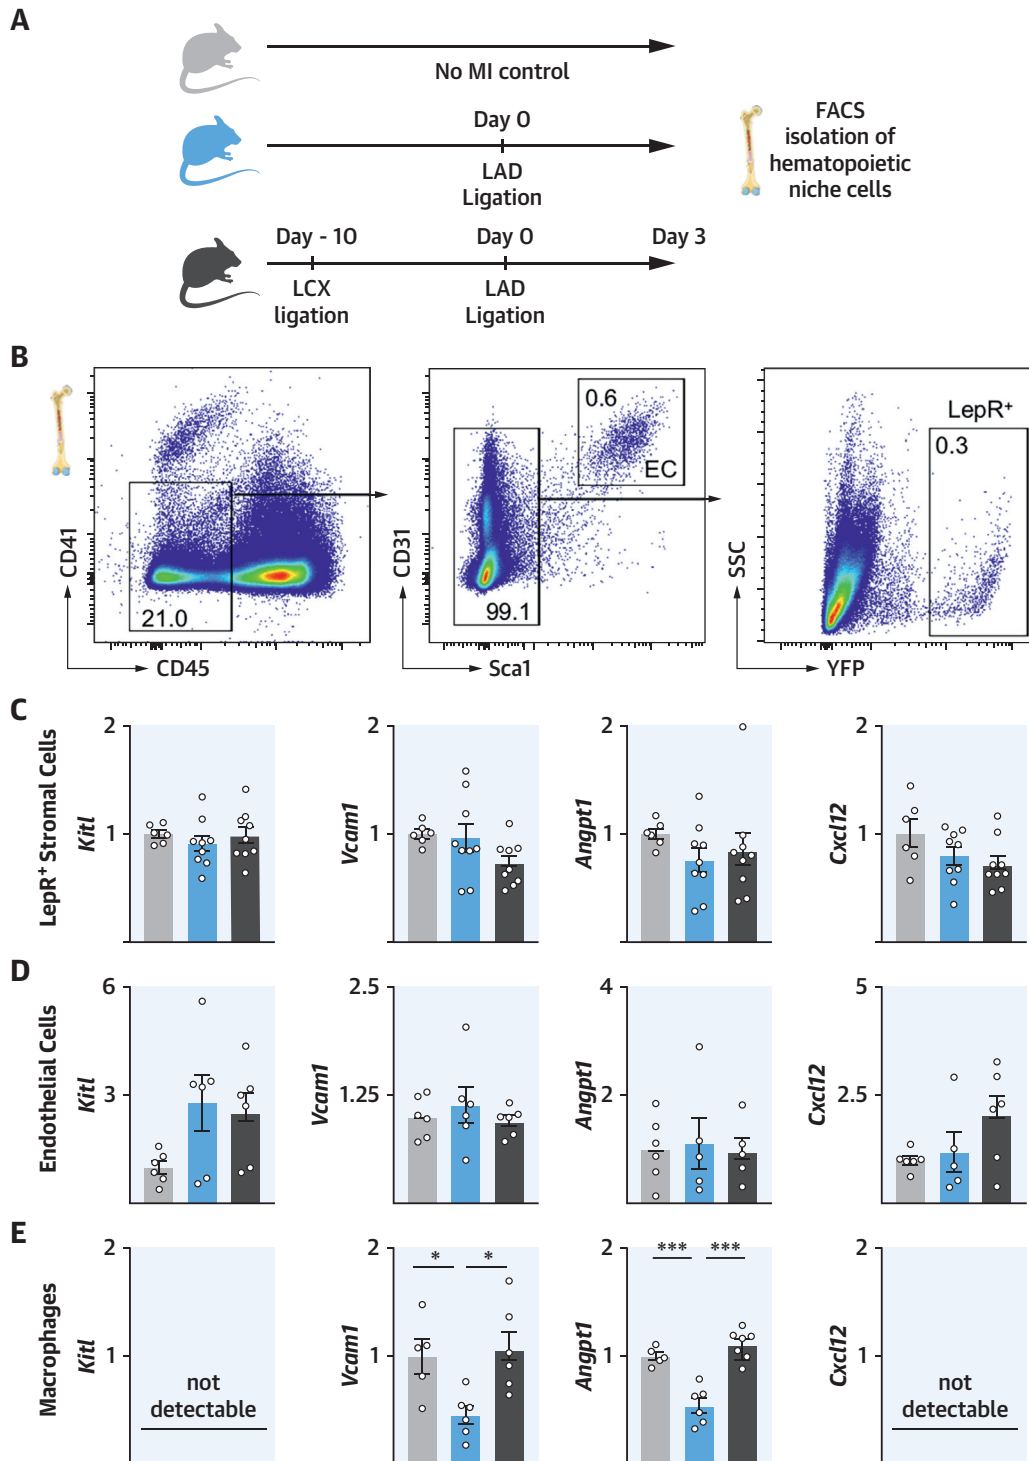 A
No MI control
Day 0
LAD
Ligation
Day - 10
Day 0
Day 3
LCX
ligation
LAD
Ligation
FACS
isolation of
hematopoietic
niche cells
B
CD41
21.0
CD45
CD31
0.6
EC
99.1
Sca1
SSC
LepR⁺
0.3
YFP
C
LepR⁺ Stromal Cells
Kitl
2
1
Vcam1
2
1
Angpt1
2
1
Cxcl12
2
1
D
Endothelial Cells
Kitl
6
3
Vcam1
2.5
1.25
Angpt1
4
2
Cxcl12
5
2.5
E
Macrophages
Kitl
2
1
not
detectable
Vcam1
2
1
* *
Angpt1
2
1
*** ***
Cxcl12
2
1
not
detectable